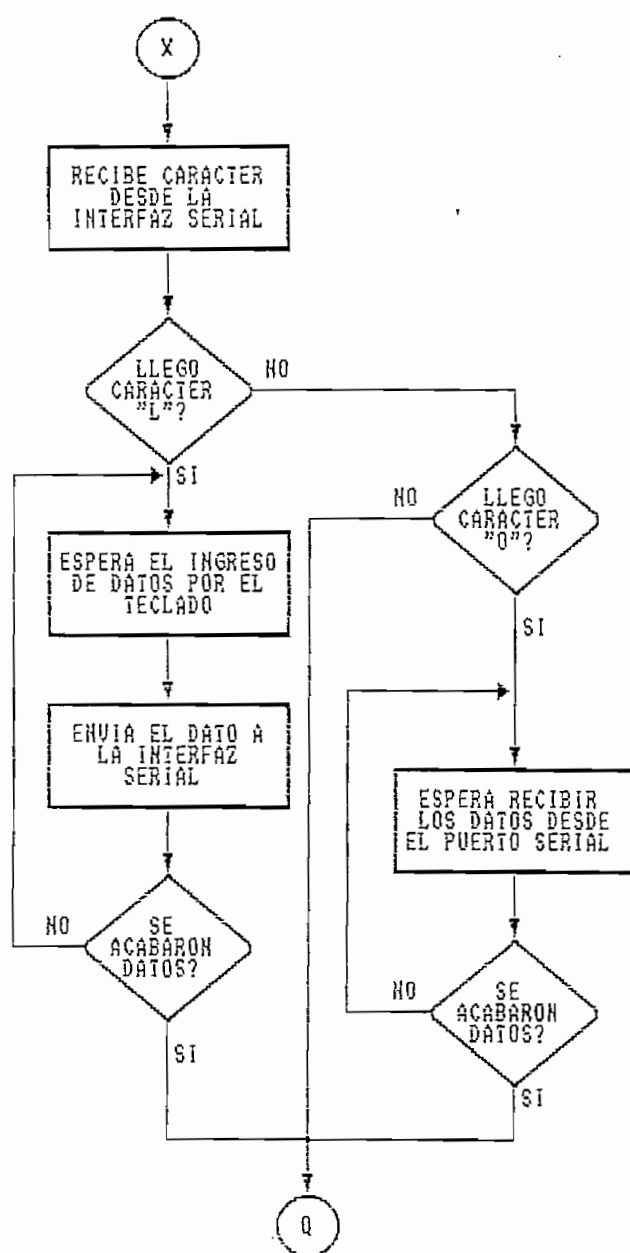 X
RECIBE CARACTER
DESDE LA
INTERFAZ SERIAL
LLEGO
CARACTER
"L"?
NO
SI
LLEGO
CARACTER
"O"?
NO
SI
ESPERA EL INGRESO
DE DATOS POR EL
TECLADO
ENVIA EL DATO A
LA INTERFAZ
SERIAL
ESPERA RECIBIR
LOS DATOS DESDE
EL PUERTO SERIAL
SE
ACABARON
DATOS?
NO
SI
SE
ACABARON
DATOS?
NO
SI
Q